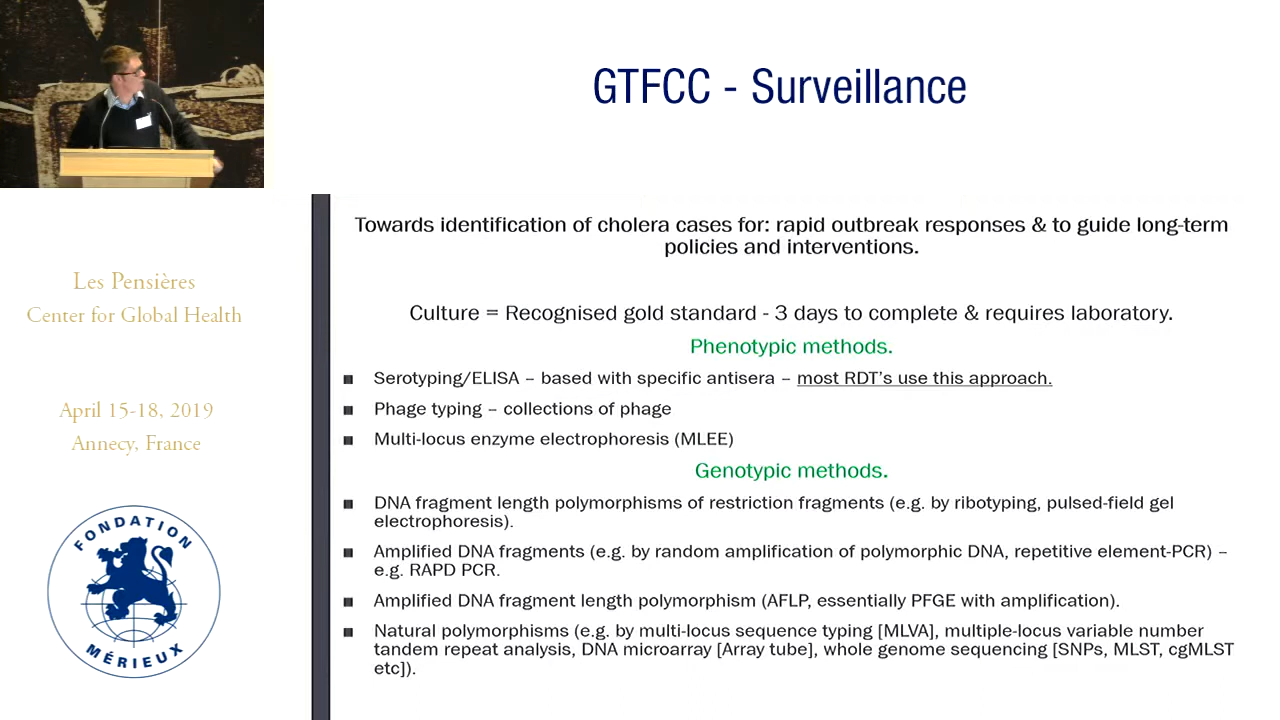 GTFCC - Surveillance
Les Pensières
Center for Global Health
April 15-18, 2019
Annecy, France
FONDATION
MÉRIEUX
Towards identification of cholera cases for: rapid outbreak responses & to guide long-term
policies and interventions.
Culture = Recognised gold standard - 3 days to complete & requires laboratory.
Phenotypic methods.
Serotyping/ELISA – based with specific antisera – most RDT's use this approach.
Phage typing – collections of phage
Multi-locus enzyme electrophoresis (MLEE)
Genotypic methods.
DNA fragment length polymorphisms of restriction fragments (e.g. by ribotyping, pulsed-field gel
electrophoresis).
Amplified DNA fragments (e.g. by random amplification of polymorphic DNA, repetitive element-PCR) –
e.g. RAPD PCR.
Amplified DNA fragment length polymorphism (AFLP, essentially PFGE with amplification).
Natural polymorphisms (e.g. by multi-locus sequence typing [MLVA], multiple-locus variable number
tandem repeat analysis, DNA microarray [Array tube], whole genome sequencing [SNPs, MLST, cgMLST
etc]).